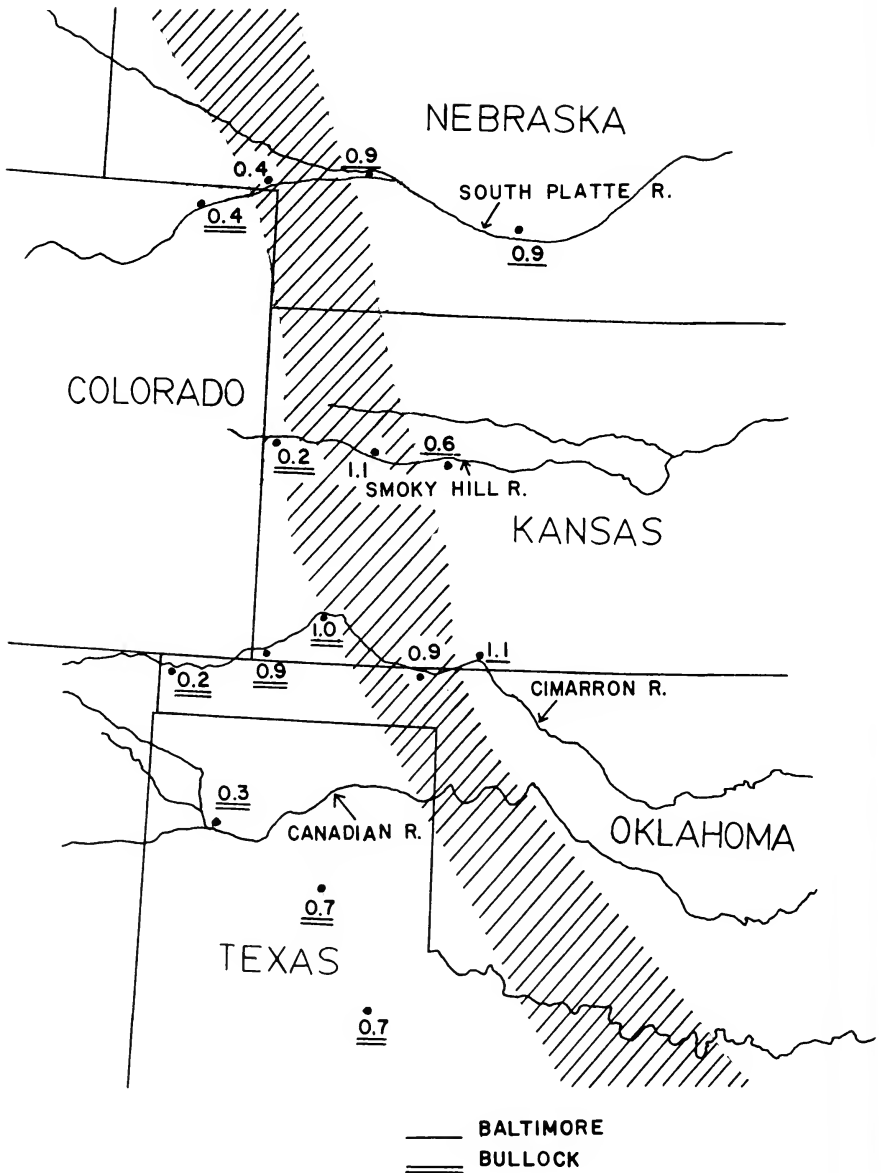 NEBRASKA
0.9
0.4
SOUTH PLATTE R.
0.4
0.9
COLORADO
0.6
0.2
1.1
SMOKY HILL R.
KANSAS
1.0
0.9
1.1
0.2
0.9
CIMARRON R.
0.3
CANADIAN R.
OKLAHOMA
0.7
TEXAS
0.7
BALTIMORE
BULLOCK